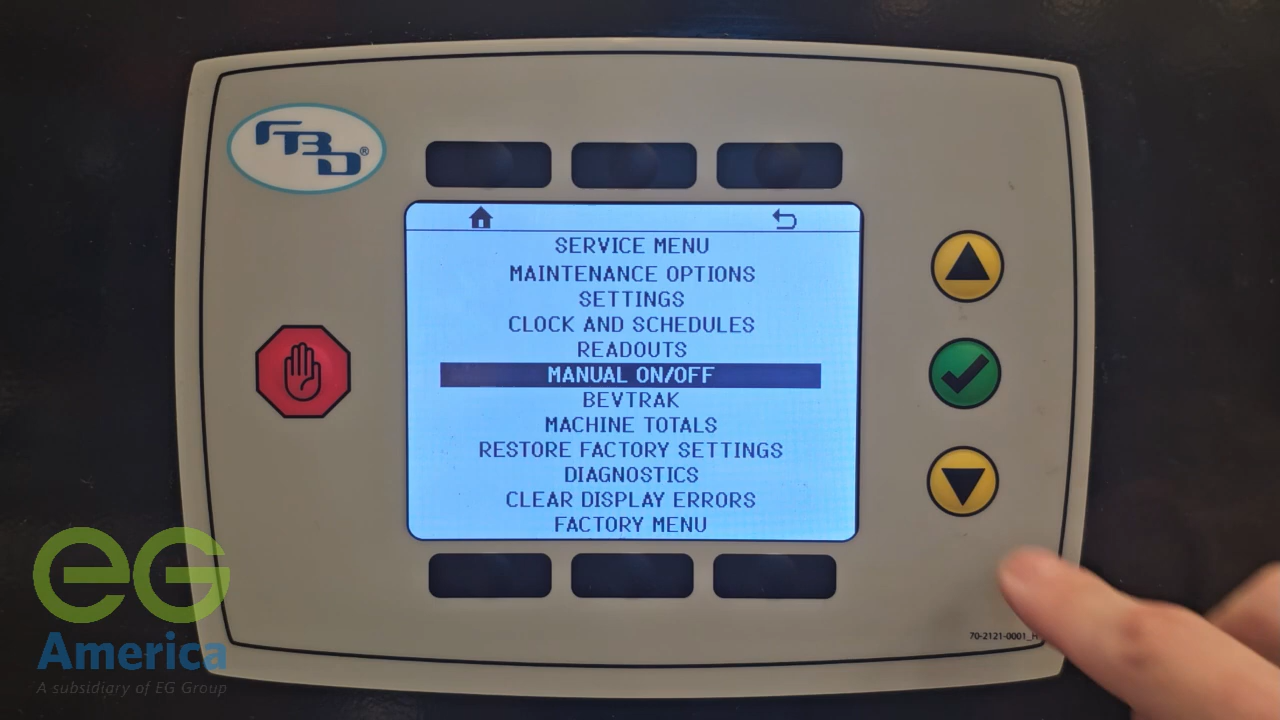 FBD®
SERVICE MENU
MAINTENANCE OPTIONS
SETTINGS
CLOCK AND SCHEDULES
READOUTS
MANUAL ON/OFF
BEVTRAK
MACHINE TOTALS
RESTORE FACTORY SETTINGS
DIAGNOSTICS
CLEAR DISPLAY ERRORS
FACTORY MENU
70-2121-0001_H
eG
America
A subsidiary of EG Group